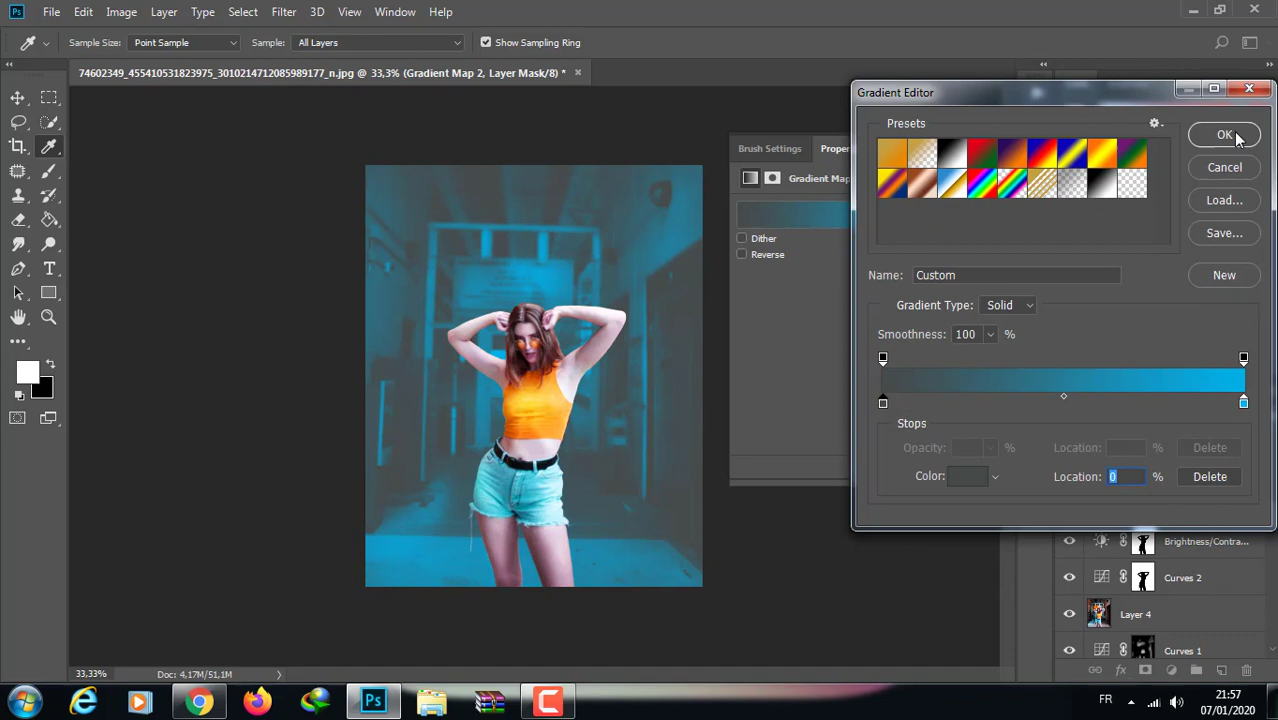 Ps File Edit Image Layer Type Select Filter 3D View Window Help
Sample Size: Point Sample Sample: All Layers Show Sampling Ring
74602349_455410531823975_3010214712085989177_n.jpg @ 33,3% (Gradient Map 2, Layer Mask/8) *
Gradient Editor
Presets
OK
Cancel
Load...
Save...
New
Name: Custom
Gradient Type: Solid
Smoothness: 100 %
Stops
Opacity: % Location: % Delete
Color: Location: 0 % Delete
Brush Settings Proper
Gradient Map
Dither
Reverse
Brightness/Contra...
Curves 2
Layer 4
Curves 1
33,33% Doc: 4,17M/51,1M
Ps
FR
21:57
07/01/2020